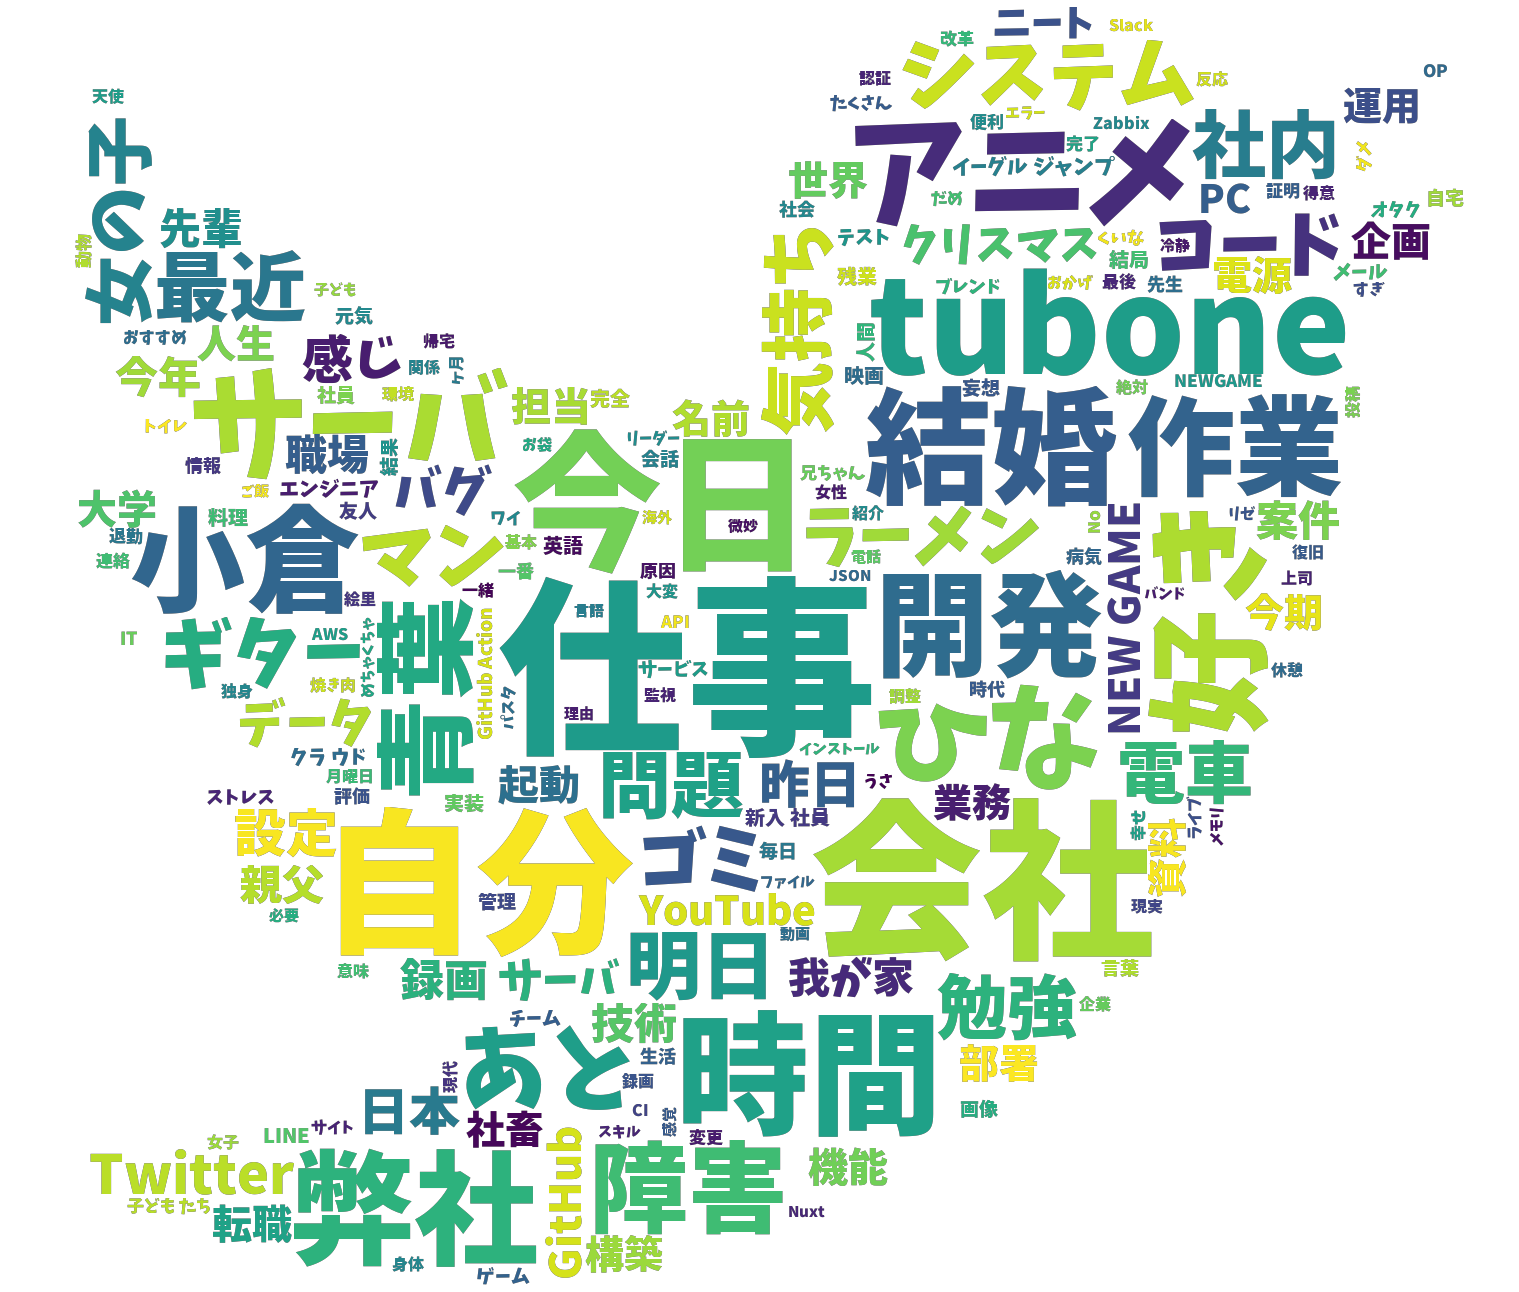 ニート
Slack
改革
システム
認証
反応
OP
たくさん
エラー
運用
天使
便利
Zabbix
アニメ
社内
完了
ダメ
イーグル ジャンプ
女の子
世界
だめ
PC
証明
得意
自宅
社会
オタク
先輩
動物
テスト
クリスマス
くいな
冷静
コード
企画
最近
気持ち
結局
残業
電源
メール
子ども
ブレンド
おかげ
最後
先生
すぎ
元気
tubone
おすすめ
人生
感じ
帰宅
人間
今年
関係
ヶ月
映画
妄想
絶対
NEWGAME
投稿
サーバ
社員
環境
担当
完全
名前
結婚
作業
トイレ
職場
結果
お袋
リーダー
情報
会話
兄ちゃん
ご飯
エンジニア
バグ
今日
女性
大学
料理
友人
ワイ
海外
微妙
ラーメン
紹介
No
NEW GAME
好き
リゼ
案件
退勤
小倉
マン
基本
英語
電話
病気
復旧
連絡
一番
原因
JSON
上司
絵里
一緒
大変
開発
バンド
今期
言語
仕事
API
IT
ギター
AWS
めちゃくちゃ
青葉
GitHub Action
サービス
独身
焼き肉
パスタ
監視
調整
時代
休憩
データ
理由
ひな
クラ ウド
インストール
電車
月曜日
起動
問題
昨日
うさ
ストレス
評価
実装
業務
新入 社員
幸せ
ライブ
メモリ
設定
自分
ゴミ
毎日
会社
資料
親父
ファイル
管理
YouTube
現実
必要
動画
意味
録画
サーバ
明日
我が家
言葉
勉強
企業
チーム
技術
時間
あと
生活
部署
現代
録画
日本
CI
感覚
画像
サイト
社畜
スキル
変更
女子
LINE
Twitter
弊社
GitHub
障害
機能
子ども たち
転職
Nuxt
構築
身体
ゲーム